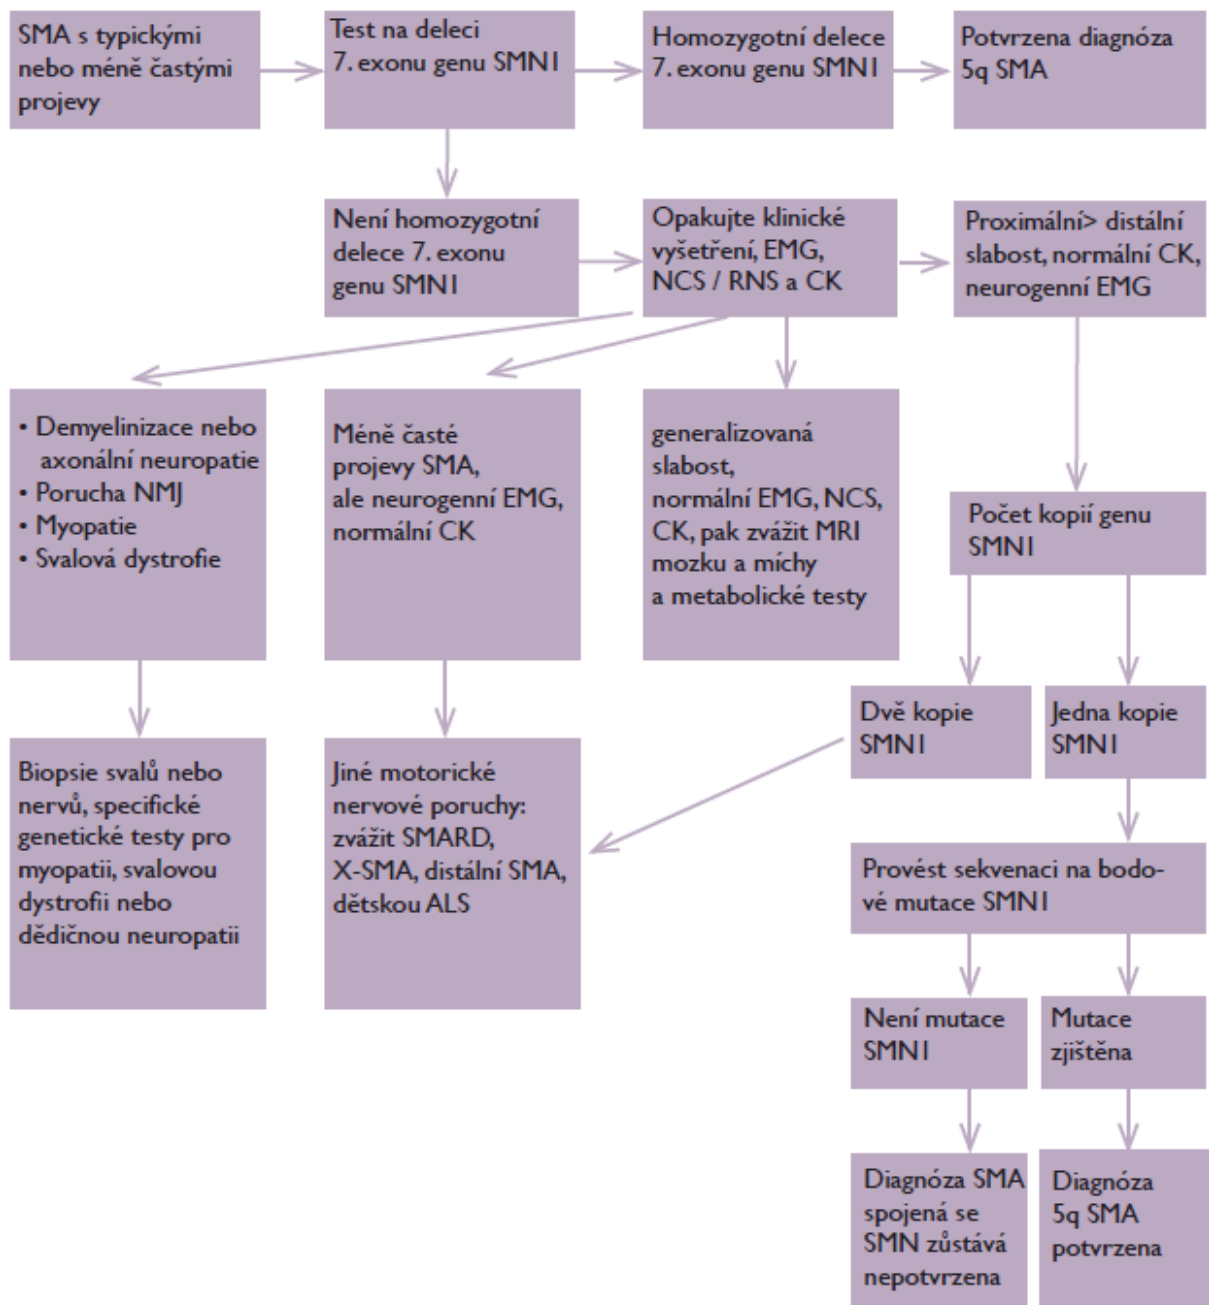 SMA s typickými
nebo méně častými
projevy
Test na deleci
7. exonu genu SMN1
Homozygotní delece
7. exonu genu SMN1
Potvrzena diagnóza
5q SMA
Není homozygotní
delece 7. exonu
genu SMN1
Opakujte klinické
vyšetření, EMG,
NCS / RNS a CK
Proximální> distální
slabost, normální CK,
neurogenní EMG
• Demyelinizace nebo
axonální neuropatie
• Porucha NMJ
• Myopatie
• Svalová dystrofie
Méně časté
projevy SMA,
ale neurogenní EMG,
normální CK
generalizovaná
slabost,
normální EMG, NCS,
CK, pak zvážit MRI
mozku a míchy
a metabolické testy
Počet kopií genu
SMN1
Dvě kopie
SMN1
Jedna kopie
SMN1
Biopsie svalů nebo
nervů, specifické
genetické testy pro
myopatii, svalovou
dystrofii nebo
dědičnou neuropatii
Jiné motorické
nervové poruchy:
zvážit SMARD,
X-SMA, distální SMA,
dětskou ALS
Provést sekvenaci na bodo-
vé mutace SMN1
Není mutace
SMN1
Mutace
zjištěna
Diagnóza SMA
spojená se
SMN zůstává
nepotvrzena
Diagnóza
5q SMA
potvrzena